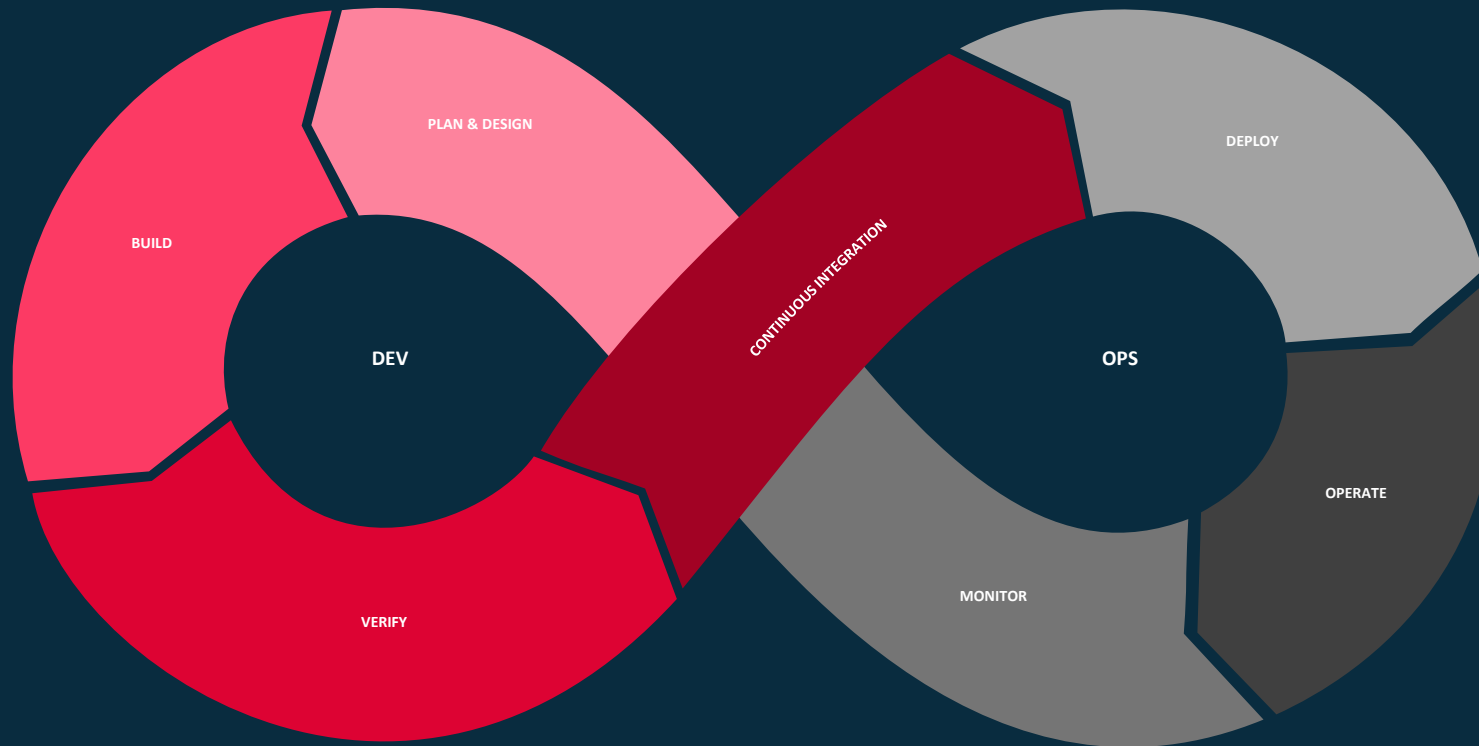 PLAN & DESIGN
BUILD
DEV
VERIFY
CONTINUOUS INTEGRATION
DEPLOY
OPS
OPERATE
MONITOR